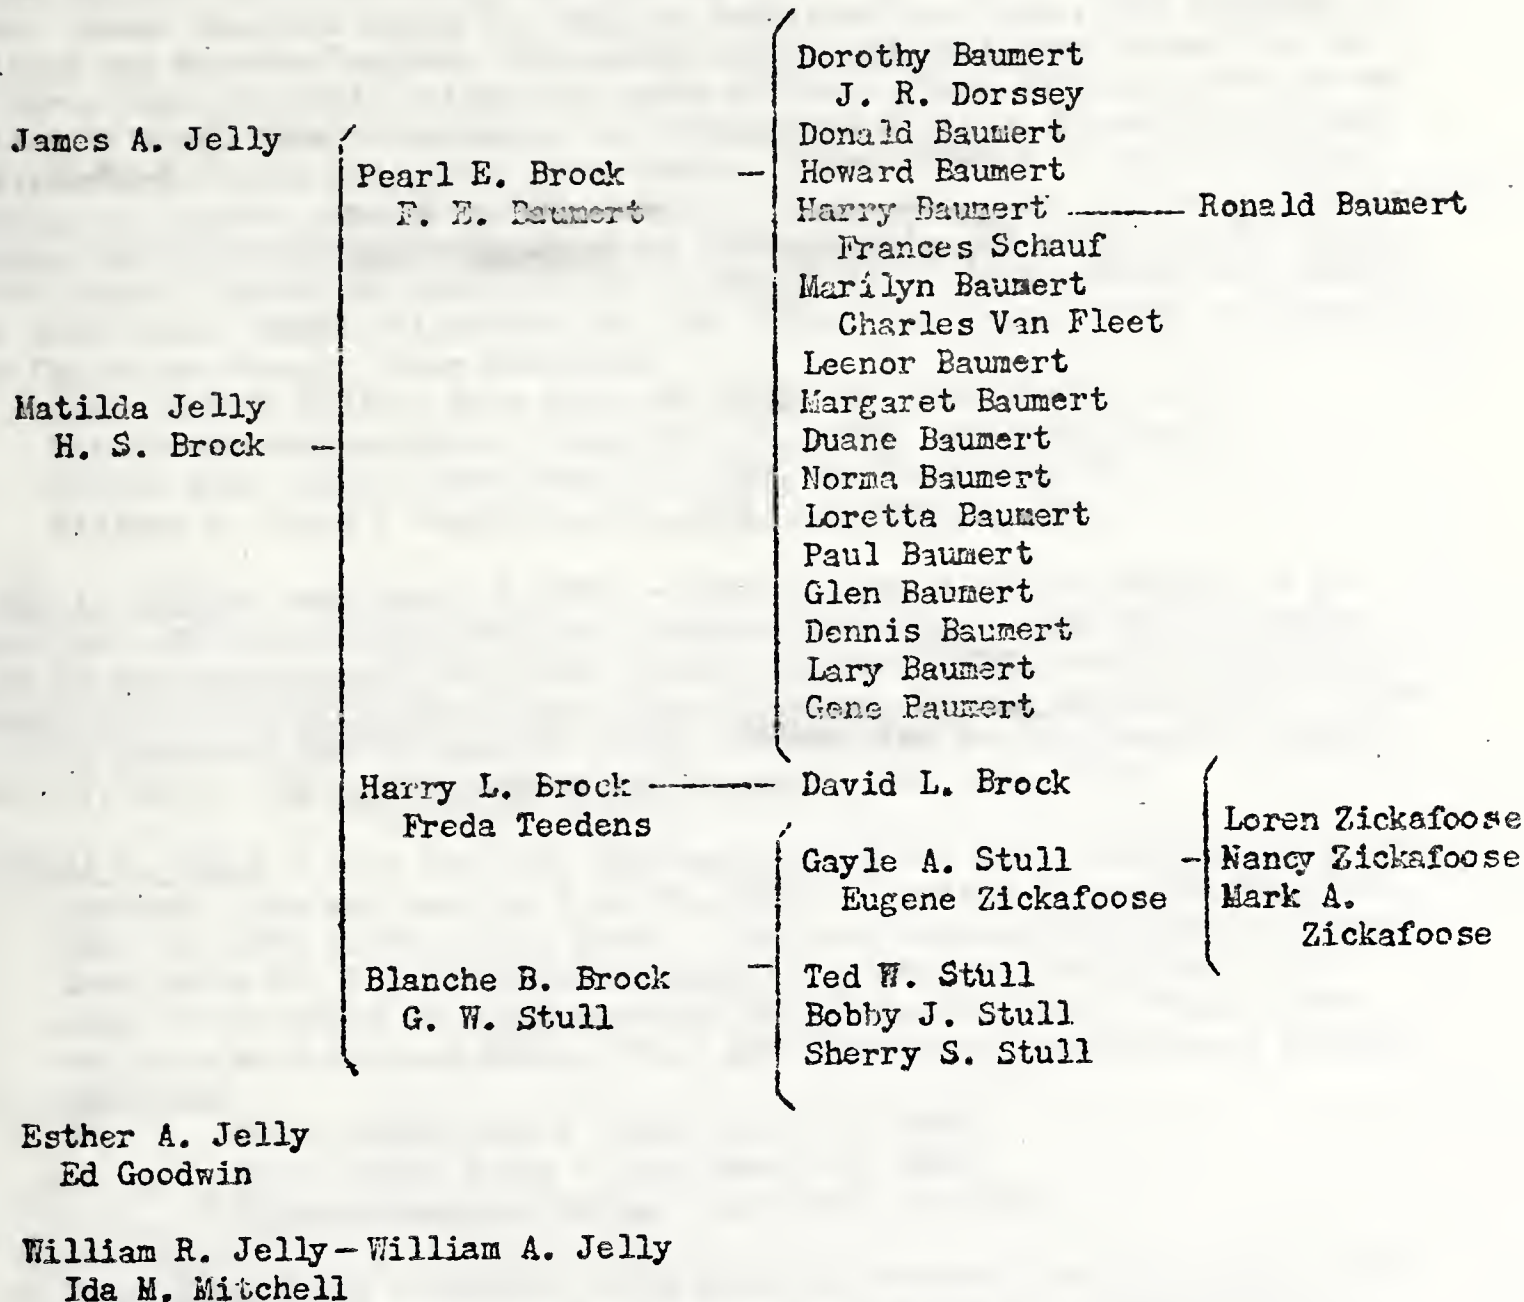 Dorothy Baumert
J. R. Dorssey
James A. Jelly
Donald Baumert
Pearl E. Brock — Howard Baumert
F. E. Baumert
Harry Baumert ——— Ronald Baumert
Frances Schauf
Marilyn Baumert
Charles Van Fleet
Leenor Baumert
Matilda Jelly
Margaret Baumert
H. S. Brock —
Duane Baumert
Norma Baumert
Loretta Baumert
Paul Baumert
Glen Baumert
Dennis Baumert
Lary Baumert
Gene Baumert
Harry L. Brock ——— David L. Brock
Freda Teedens
Loren Zickafoose
Gayle A. Stull — Nancy Zickafoose
Eugene Zickafoose
Mark A.
Zickafoose
Blanche B. Brock — Ted W. Stull
G. W. Stull
Bobby J. Stull
Sherry S. Stull
Esther A. Jelly
Ed Goodwin
William R. Jelly - William A. Jelly
Ida M. Mitchell